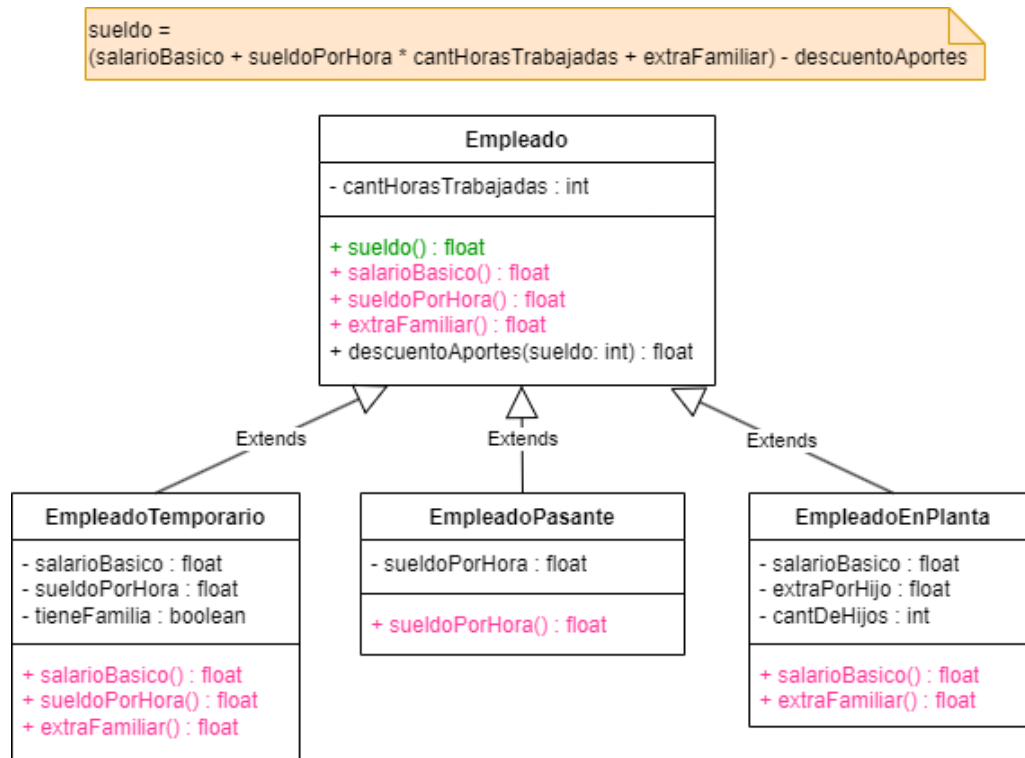 sueldo =
(salarioBasico + sueldoPorHora * cantHorasTrabajadas + extraFamiliar) - descuentoAportes
Empleado
- cantHorasTrabajadas : int
+ sueldo() : float
+ salarioBasico() : float
+ sueldoPorHora() : float
+ extraFamiliar() : float
+ descuentoAportes(sueldo: int) : float
Extends
Extends
Extends
EmpleadoTemporario
- salarioBasico : float
- sueldoPorHora : float
- tieneFamilia : boolean
+ salarioBasico() : float
+ sueldoPorHora() : float
+ extraFamiliar() : float
EmpleadoPasante
- sueldoPorHora : float
+ sueldoPorHora() : float
EmpleadoEnPlanta
- salarioBasico : float
- extraPorHijo : float
- cantDeHijos : int
+ salarioBasico() : float
+ extraFamiliar() : float